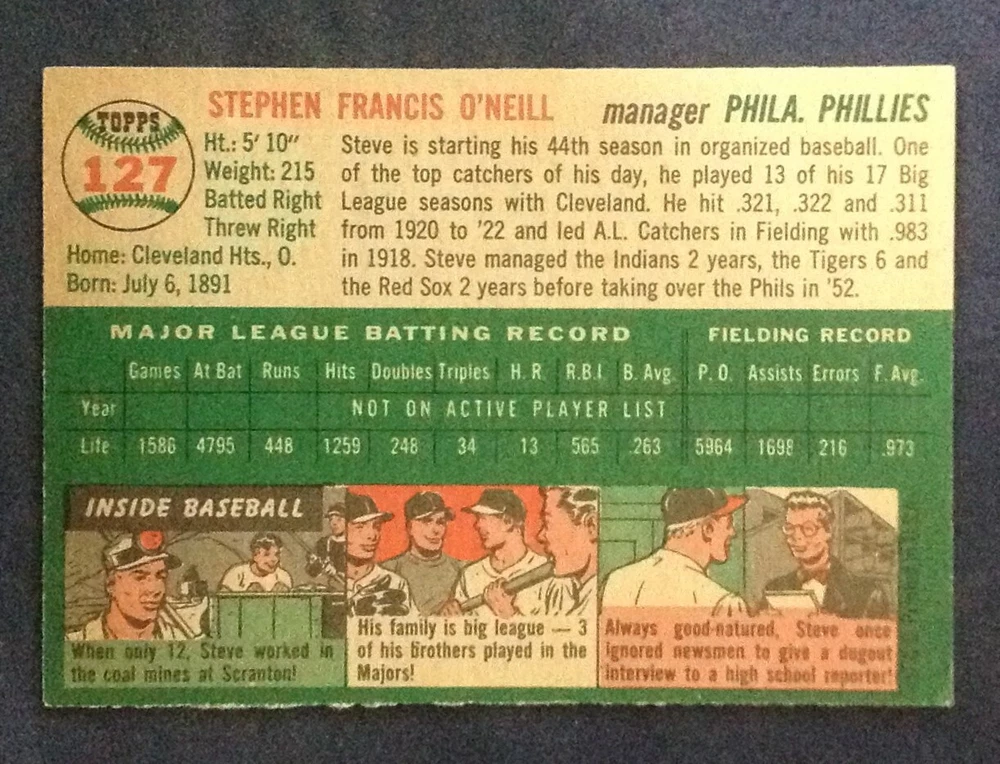 STEPHEN FRANCIS O'NEILL manager PHILA. PHILLIES
TOPPS
127
Ht.: 5' 10"
Weight: 215
Batted Right
Threw Right
Home: Cleveland Hts., O.
Born: July 6, 1891
Steve is starting his 44th season in organized baseball. One
of the top catchers of his day, he played 13 of his 17 Big
League seasons with Cleveland. He hit .321, .322 and .311
from 1920 to '22 and led A.L. Catchers in Fielding with .983
in 1918. Steve managed the Indians 2 years, the Tigers 6 and
the Red Sox 2 years before taking over the Phils in '52.
MAJOR LEAGUE BATTING RECORD FIELDING RECORD
Games At Bat Runs Hits Doubles Triples H. R. R.B.I. B. Avg. P. O. Assists Errors F. Avg.
Year NOT ON ACTIVE PLAYER LIST
Life 1586 4795 448 1259 248 34 13 565 .263 5964 1698 216 .973
INSIDE BASEBALL
When only 12, Steve worked in
the coal mines at Scranton!
His family is big league — 3
of his brothers played in the
Majors!
Always good-natured, Steve once
ignored newsmen to give a dugout
interview to a high school reporter!